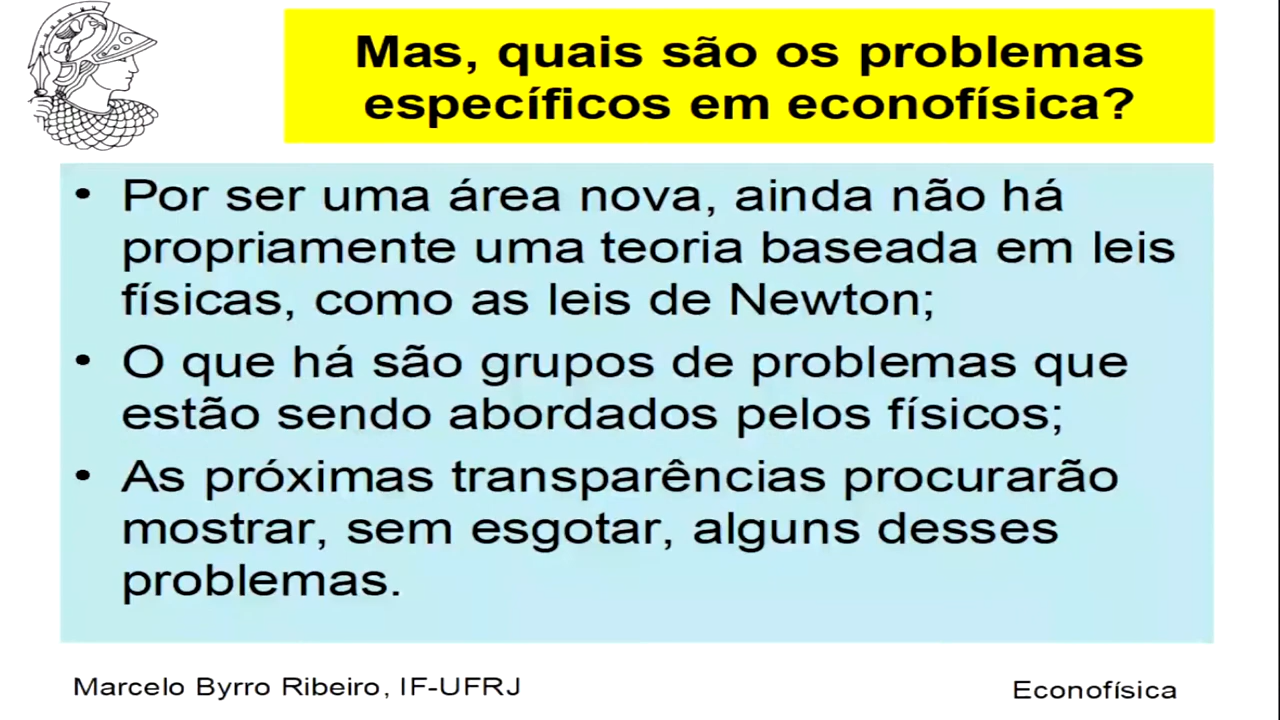 Mas, quais são os problemas
específicos em econofísica?
• Por ser uma área nova, ainda não há
propriamente uma teoria baseada em leis
físicas, como as leis de Newton;
• O que há são grupos de problemas que
estão sendo abordados pelos físicos;
• As próximas transparências procurarão
mostrar, sem esgotar, alguns desses
problemas.
Marcelo Byrro Ribeiro, IF-UFRJ
Econofísica